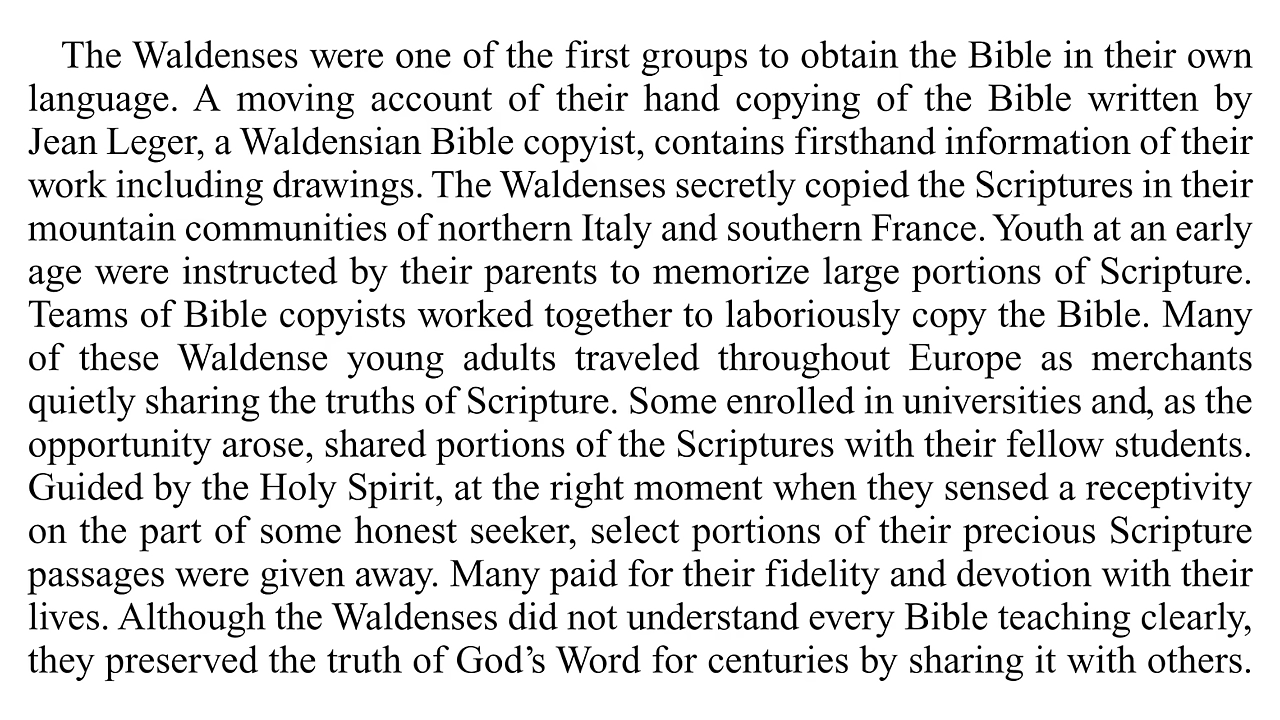 The Waldenses were one of the first groups to obtain the Bible in their own
language. A moving account of their hand copying of the Bible written by
Jean Leger, a Waldensian Bible copyist, contains firsthand information of their
work including drawings. The Waldenses secretly copied the Scriptures in their
mountain communities of northern Italy and southern France. Youth at an early
age were instructed by their parents to memorize large portions of Scripture.
Teams of Bible copyists worked together to laboriously copy the Bible. Many
of these Waldense young adults traveled throughout Europe as merchants
quietly sharing the truths of Scripture. Some enrolled in universities and, as the
opportunity arose, shared portions of the Scriptures with their fellow students.
Guided by the Holy Spirit, at the right moment when they sensed a receptivity
on the part of some honest seeker, select portions of their precious Scripture
passages were given away. Many paid for their fidelity and devotion with their
lives. Although the Waldenses did not understand every Bible teaching clearly,
they preserved the truth of God’s Word for centuries by sharing it with others.